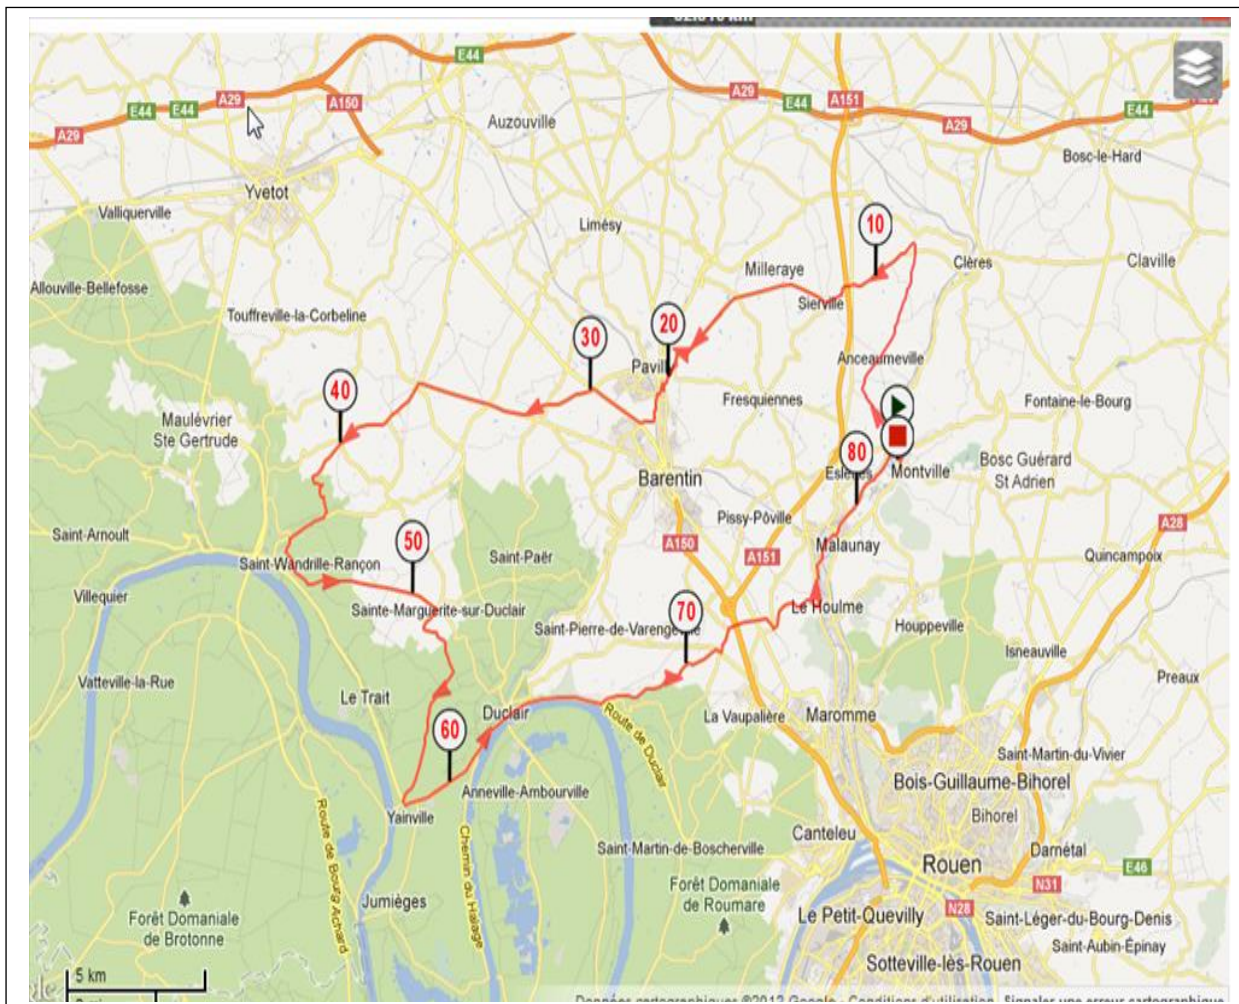 E44
A29
E44
E44
A150
A29
E44
A151
A29
E44
A29
Auzouville
Bosc-le-Hard
Yvetot
Valliquerville
Limésy
10
Clères
Claville
Milleraye
Allouville-Bellefosse
Sierville
Touffreville-la-Corbeline
30
20
Anceaumeville
40
Maulévrier
Ste Gertrude
Fresquiennes
Fontaine-le-Bourg
80
Montville
Bosc Guérard
St Adrien
Barentin
Pissy-Pôville
A28
Saint-Arnoult
50
A150
A151
Malaunay
Quincampoix
Saint-Wandrille-Rançon
Saint-Paër
Villequier
Sainte-Marguerite-sur-Duclair
70
Le Houlme
Houppeville
Isneauville
Vatteville-la-Rue
Le Trait
Preaux
Duclair
La Vaupalière
Maromme
60
Route de Duclair
Saint-Martin-du-Vivier
Anneville-Ambourville
Bois-Guillaume-Bihorel
Yainville
Bihorel
Canteleu
Route de Bourg Achard
Chemin du Halage
Saint-Martin-de-Boscherville
Rouen
Darnétal
E46
N31
Jumièges
Forêt Domaniale
de Roumare
Forêt Domaniale
de Brotonne
Le Petit-Quevilly
N28
Saint-Léger-du-Bourg-Denis
Saint-Aubin-Épinay
Sotteville-lès-Rouen
5 km